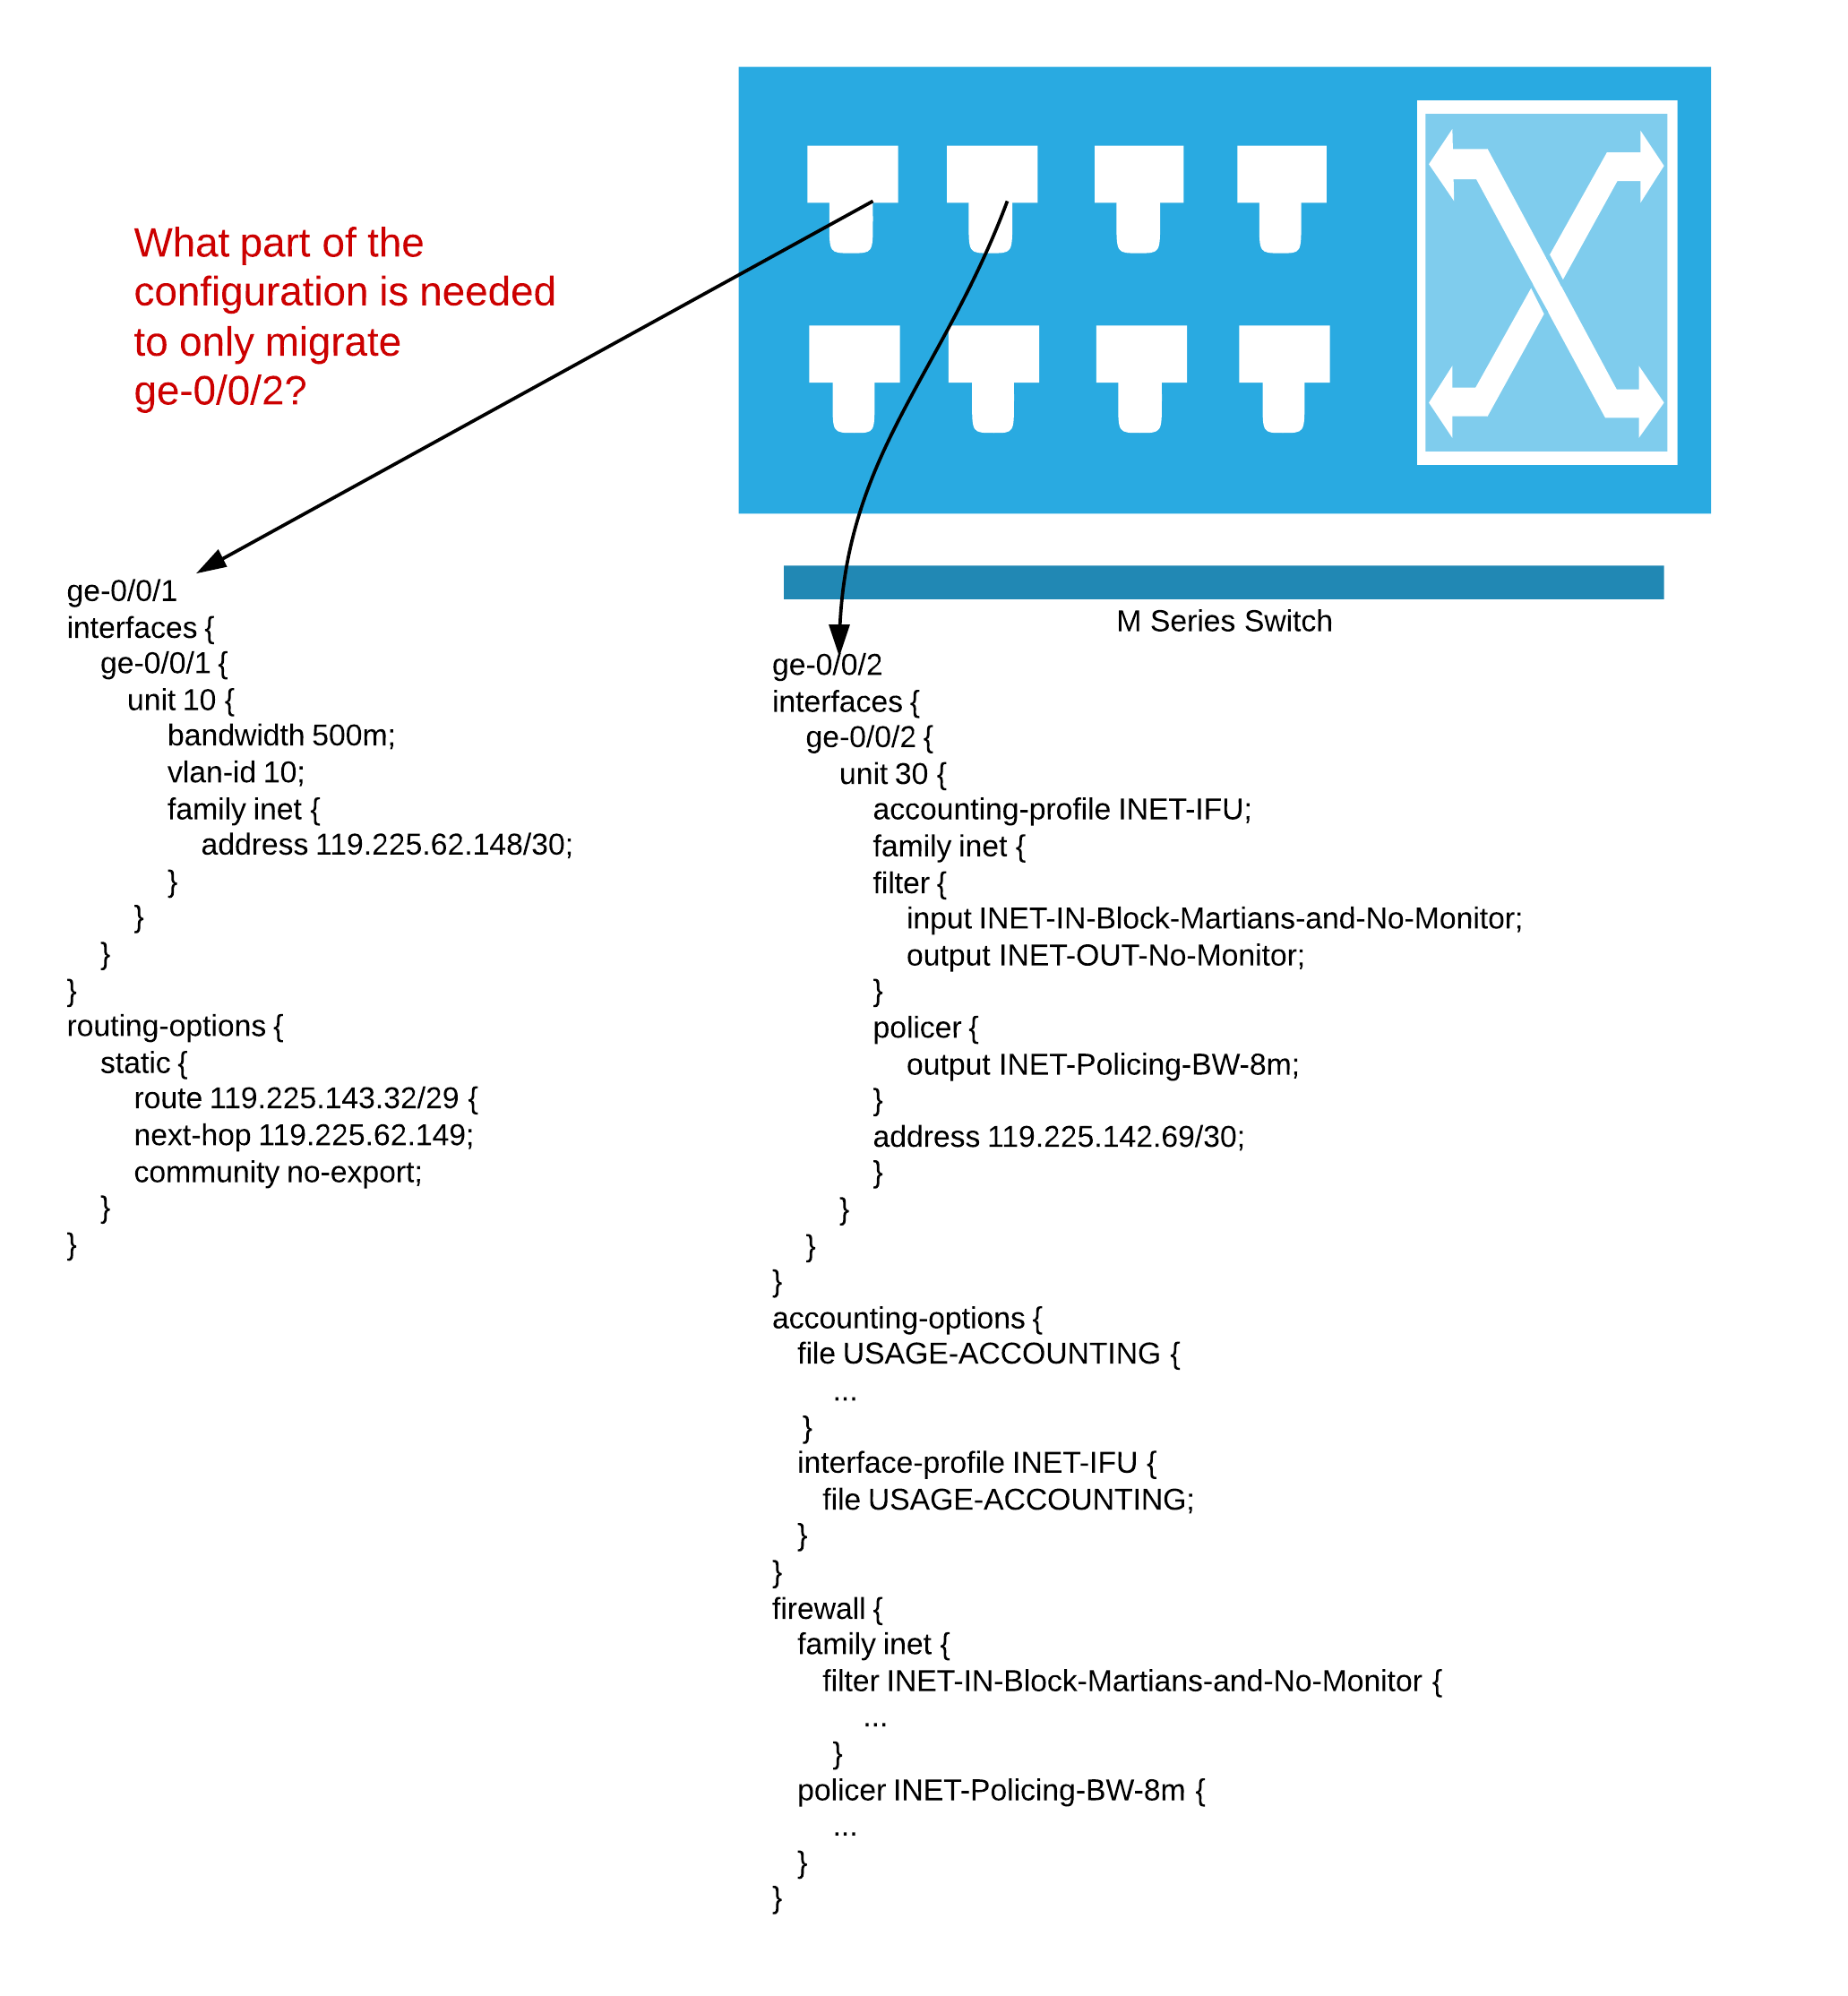 What part of the
configuration is needed
to only migrate
ge-0/0/2?
M Series Switch
ge-0/0/1
interfaces {
ge-0/0/1 {
unit 10 {
bandwidth 500m;
vlan-id 10;
family inet {
address 119.225.62.148/30;
}
}
}
}
routing-options {
static {
route 119.225.143.32/29 {
next-hop 119.225.62.149;
community no-export;
}
}
ge-0/0/2
interfaces {
ge-0/0/2 {
unit 30 {
accounting-profile INET-IFU;
family inet {
filter {
input INET-IN-Block-Martians-and-No-Monitor;
output INET-OUT-No-Monitor;
}
policer {
output INET-Policing-BW-8m;
}
address 119.225.142.69/30;
}
}
}
}
accounting-options {
file USAGE-ACCOUNTING {
...
}
interface-profile INET-IFU {
file USAGE-ACCOUNTING;
}
}
firewall {
family inet {
filter INET-IN-Block-Martians-and-No-Monitor {
...
}
policer INET-Policing-BW-8m {
...
}
}